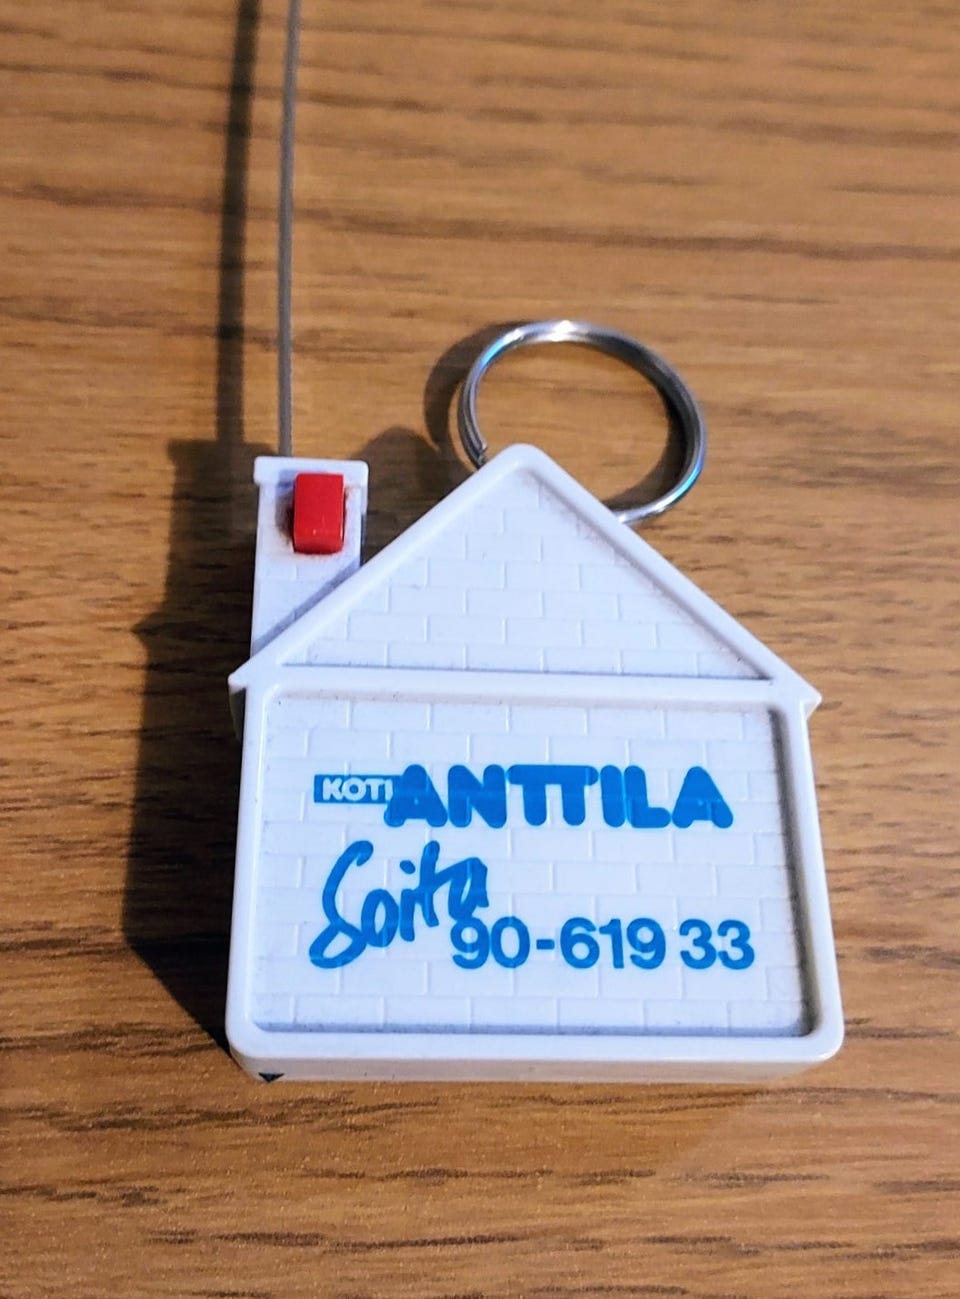 KOTI ANTTILA
Soita
90-619 33